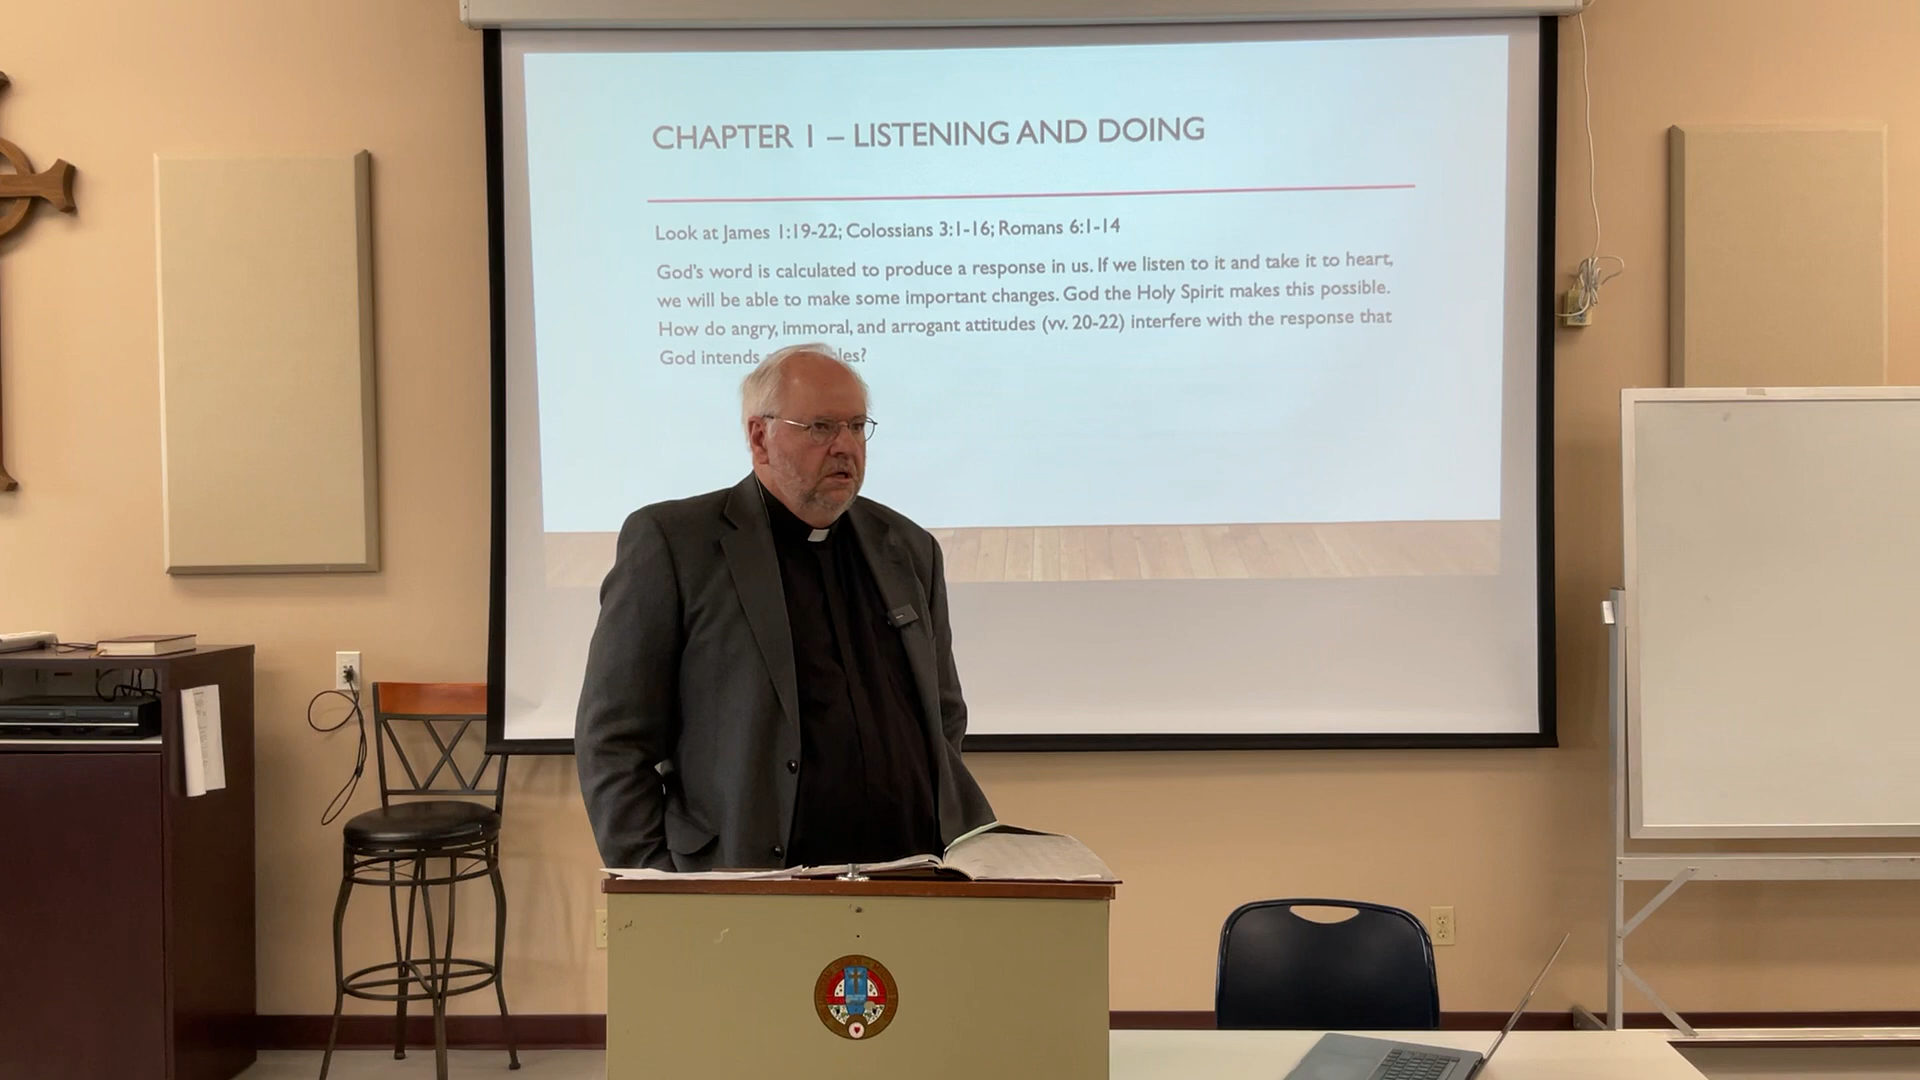 CHAPTER 1 – LISTENING AND DOING
Look at James 1:19-22; Colossians 3:1-16; Romans 6:1-14
God's word is calculated to produce a response in us. If we listen to it and take it to heart,
we will be able to make some important changes. God the Holy Spirit makes this possible.
How do angry, immoral, and arrogant attitudes (vv. 20-22) interfere with the response that
God intends